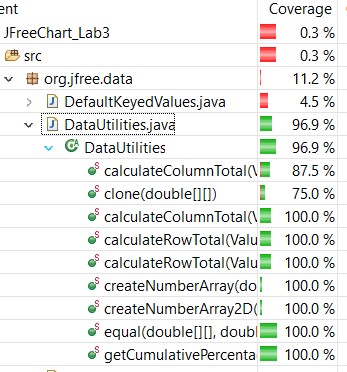 ent Coverage
JFreeChart_Lab3 0.3 %
src 0.3 %
org.jfree.data 11.2 %
DefaultKeyedValues.java 4.5 %
DataUtilities.java 96.9 %
DataUtilities 96.9 %
calculateColumnTotal(V 87.5 %
clone(double[][]) 75.0 %
calculateColumnTotal(V 100.0 %
calculateRowTotal(Value 100.0 %
calculateRowTotal(Value 100.0 %
createNumberArray(do 100.0 %
createNumberArray2D( 100.0 %
equal(double[][], doubl 100.0 %
getCumulativePercenta 100.0 %